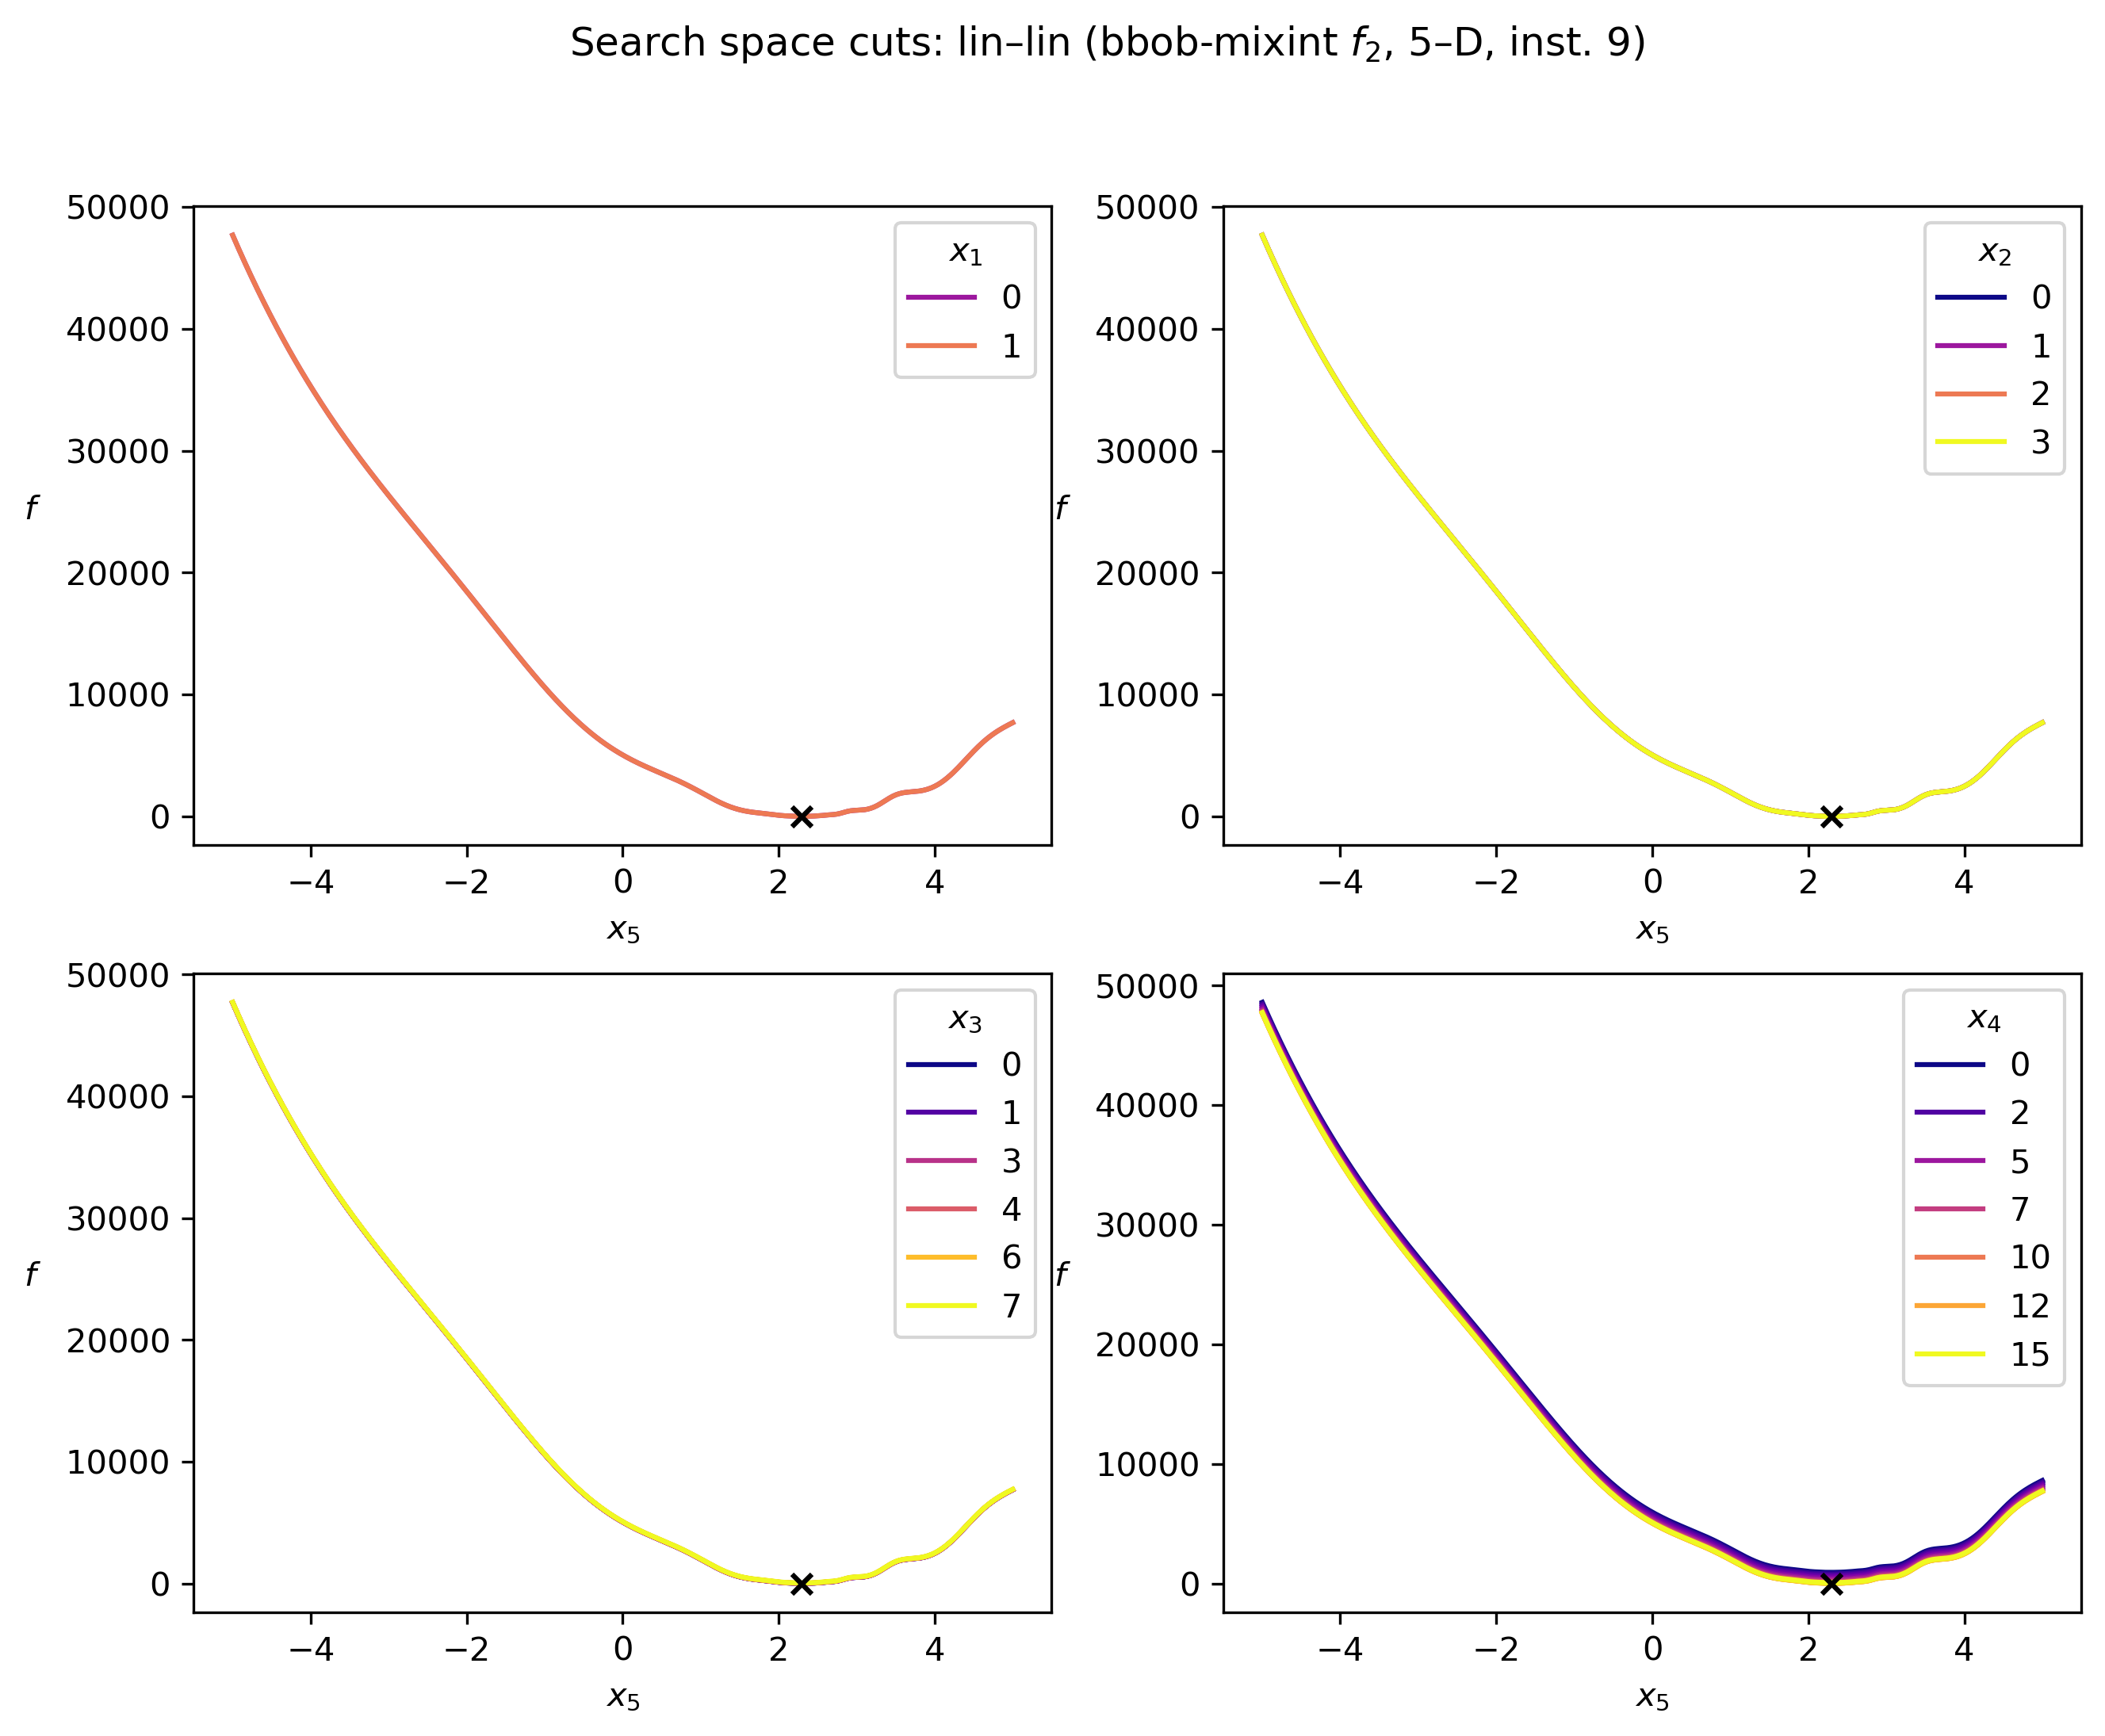 Search space cuts: lin–lin (bbob-mixint f₂, 5–D, inst. 9)
50000
40000
30000
20000
10000
0
f
−4 −2 0 2 4
x₅
x₁
0
1
50000
40000
30000
20000
10000
0
f
−4 −2 0 2 4
x₅
x₂
0
1
2
3
50000
40000
30000
20000
10000
0
f
−4 −2 0 2 4
x₅
x₃
0
1
3
4
6
7
50000
40000
30000
20000
10000
0
f
−4 −2 0 2 4
x₅
x₄
0
2
5
7
10
12
15